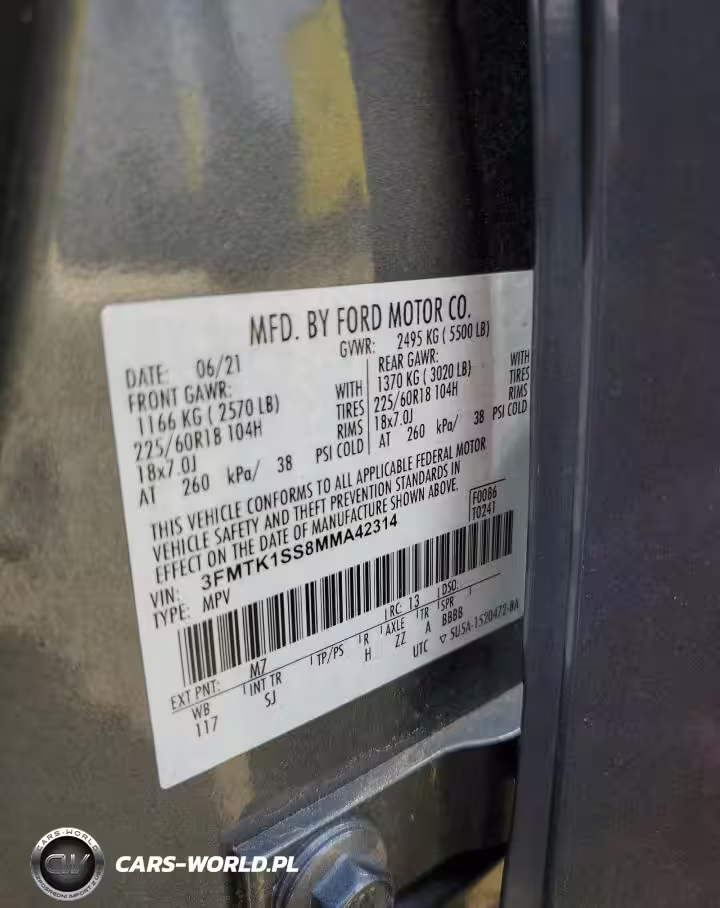 MFD. BY FORD MOTOR CO.
DATE: 06/21 GVWR: 2495 KG ( 5500 LB)
FRONT GAWR: REAR GAWR:
1166 KG ( 2570 LB) WITH 1370 KG ( 3020 LB) WITH
225/60R18 104H TIRES 225/60R18 104H TIRES
18x7.0J RIMS 18x7.0J RIMS
AT 260 kPa/ 38 PSI COLD AT 260 kPa/ 38 PSI COLD
THIS VEHICLE CONFORMS TO ALL APPLICABLE FEDERAL MOTOR
VEHICLE SAFETY AND THEFT PREVENTION STANDARDS IN
EFFECT ON THE DATE OF MANUFACTURE SHOWN ABOVE.
F0086
T0241
VIN: 3FMTK1SS8MMA42314
TYPE: MPV
EXT PNT: M7 RC: 13 DSO:
WB INT TR TP/PS R AXLE TR SPR
117 SJ H ZZ A BBBB
UTC ▽ 5U5A-1520472-BA
CARS-WORLD
CW
CARS-WORLD.PL